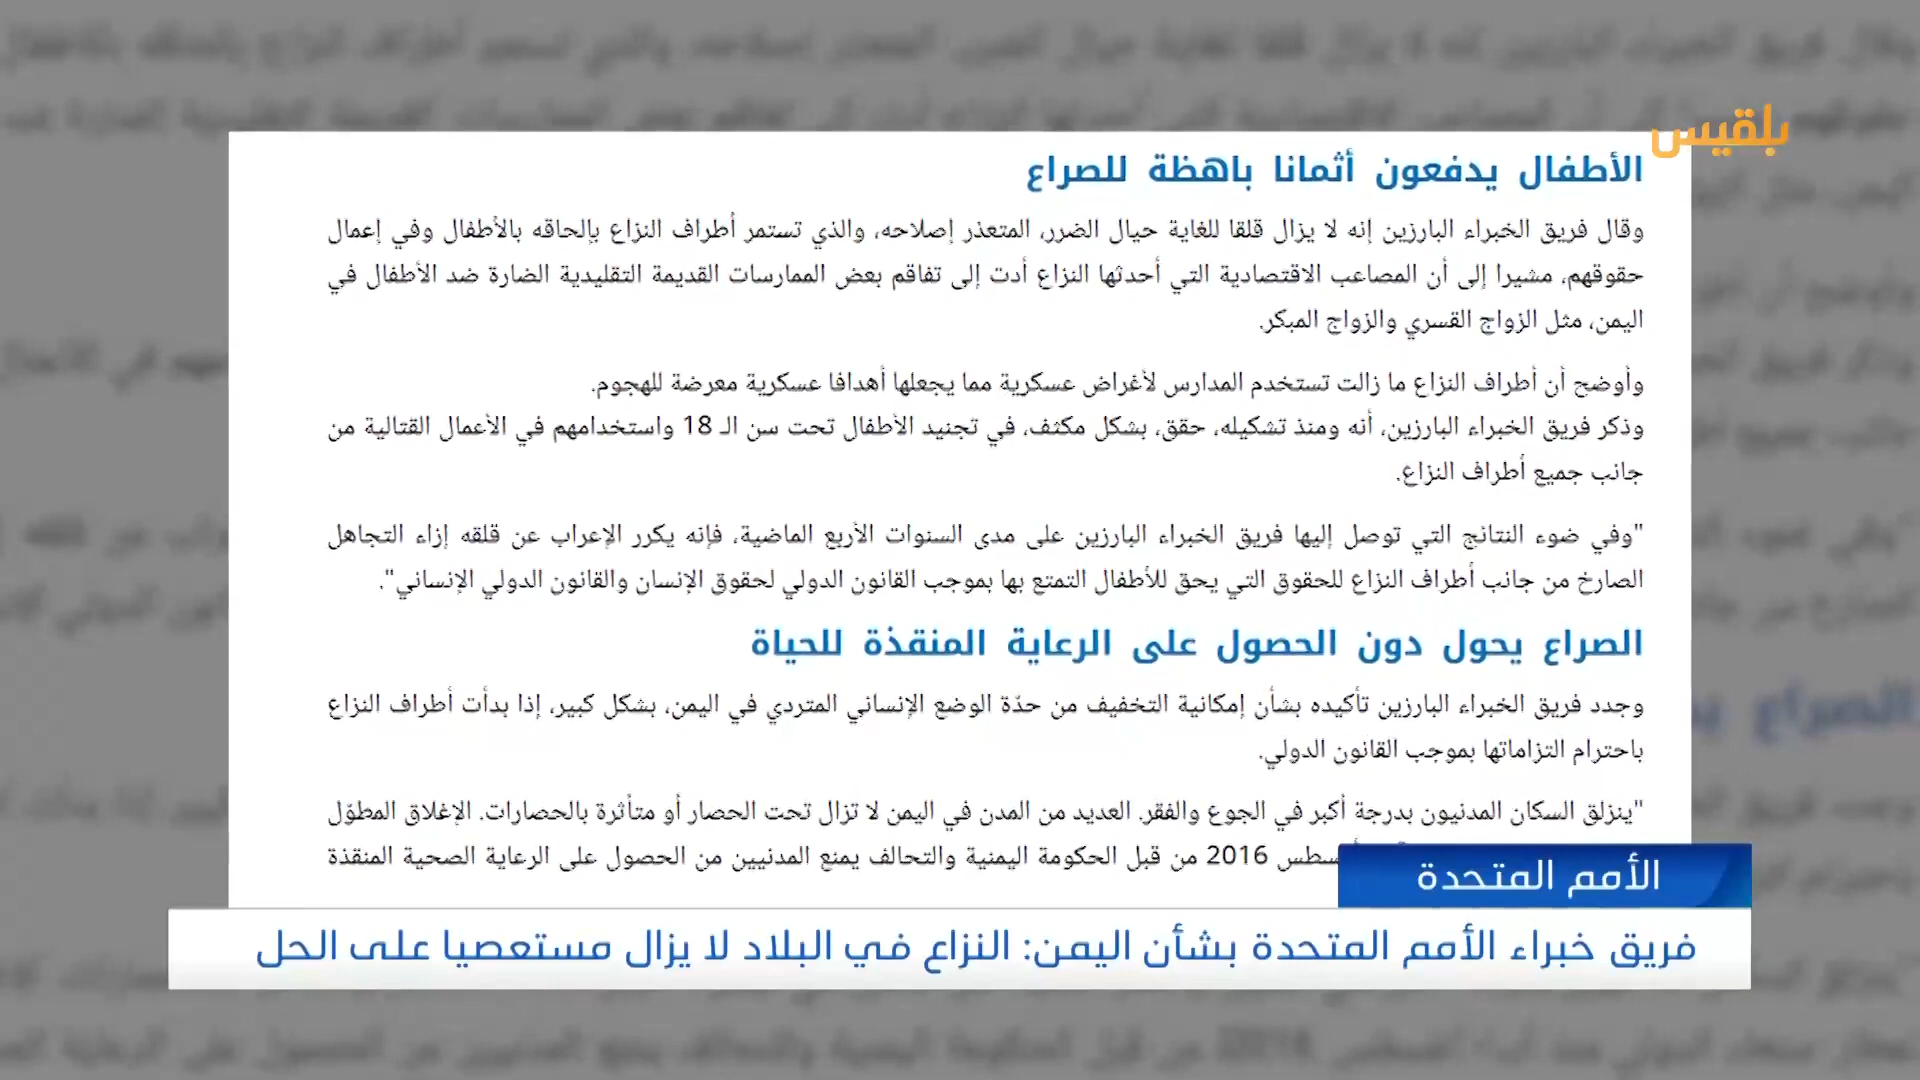 بلقيس
الأطفال يدفعون أثمانا باهظة للصراع
وقال فريق الخبراء البارزين إنه لا يزال قلقا للغاية حيال الضرر، المتعذر إصلاحه، والذي تستمر أطراف النزاع بإلحاقه بالأطفال وفي إعمال
حقوقهم، مشيرا إلى أن المصاعب الاقتصادية التي أحدثها النزاع أدت إلى تفاقم بعض الممارسات القديمة التقليدية الضارة ضد الأطفال في
اليمن، مثل الزواج القسري والزواج المبكر.
وأوضح أن أطراف النزاع ما زالت تستخدم المدارس لأغراض عسكرية مما يجعلها أهدافا عسكرية معرضة للهجوم.
وذكر فريق الخبراء البارزين، أنه ومنذ تشكيله، حقق، بشكل مكثف، في تجنيد الأطفال تحت سن الـ 18 واستخدامهم في الأعمال القتالية من
جانب جميع أطراف النزاع.
"وفي ضوء النتائج التي توصل إليها فريق الخبراء البارزين على مدى السنوات الأربع الماضية، فإنه يكرر الإعراب عن قلقه إزاء التجاهل
الصارخ من جانب أطراف النزاع للحقوق التي يحق للأطفال التمتع بها بموجب القانون الدولي لحقوق الإنسان والقانون الدولي الإنساني".
الصراع يحول دون الحصول على الرعاية المنقذة للحياة
وجدد فريق الخبراء البارزين تأكيده بشأن إمكانية التخفيف من حدّة الوضع الإنساني المتردي في اليمن، بشكل كبير، إذا بدأت أطراف النزاع
باحترام التزاماتها بموجب القانون الدولي.
"ينزلق السكان المدنيون بدرجة أكبر في الجوع والفقر. العديد من المدن في اليمن لا تزال تحت الحصار أو متأثرة بالحصارات. الإغلاق المطوّل
2016 من قبل الحكومة اليمنية والتحالف يمنع المدنيين من الحصول على الرعاية الصحية المنقذة
الأمم المتحدة
فريق خبراء الأمم المتحدة بشأن اليمن: النزاع في البلاد لا يزال مستعصيا على الحل